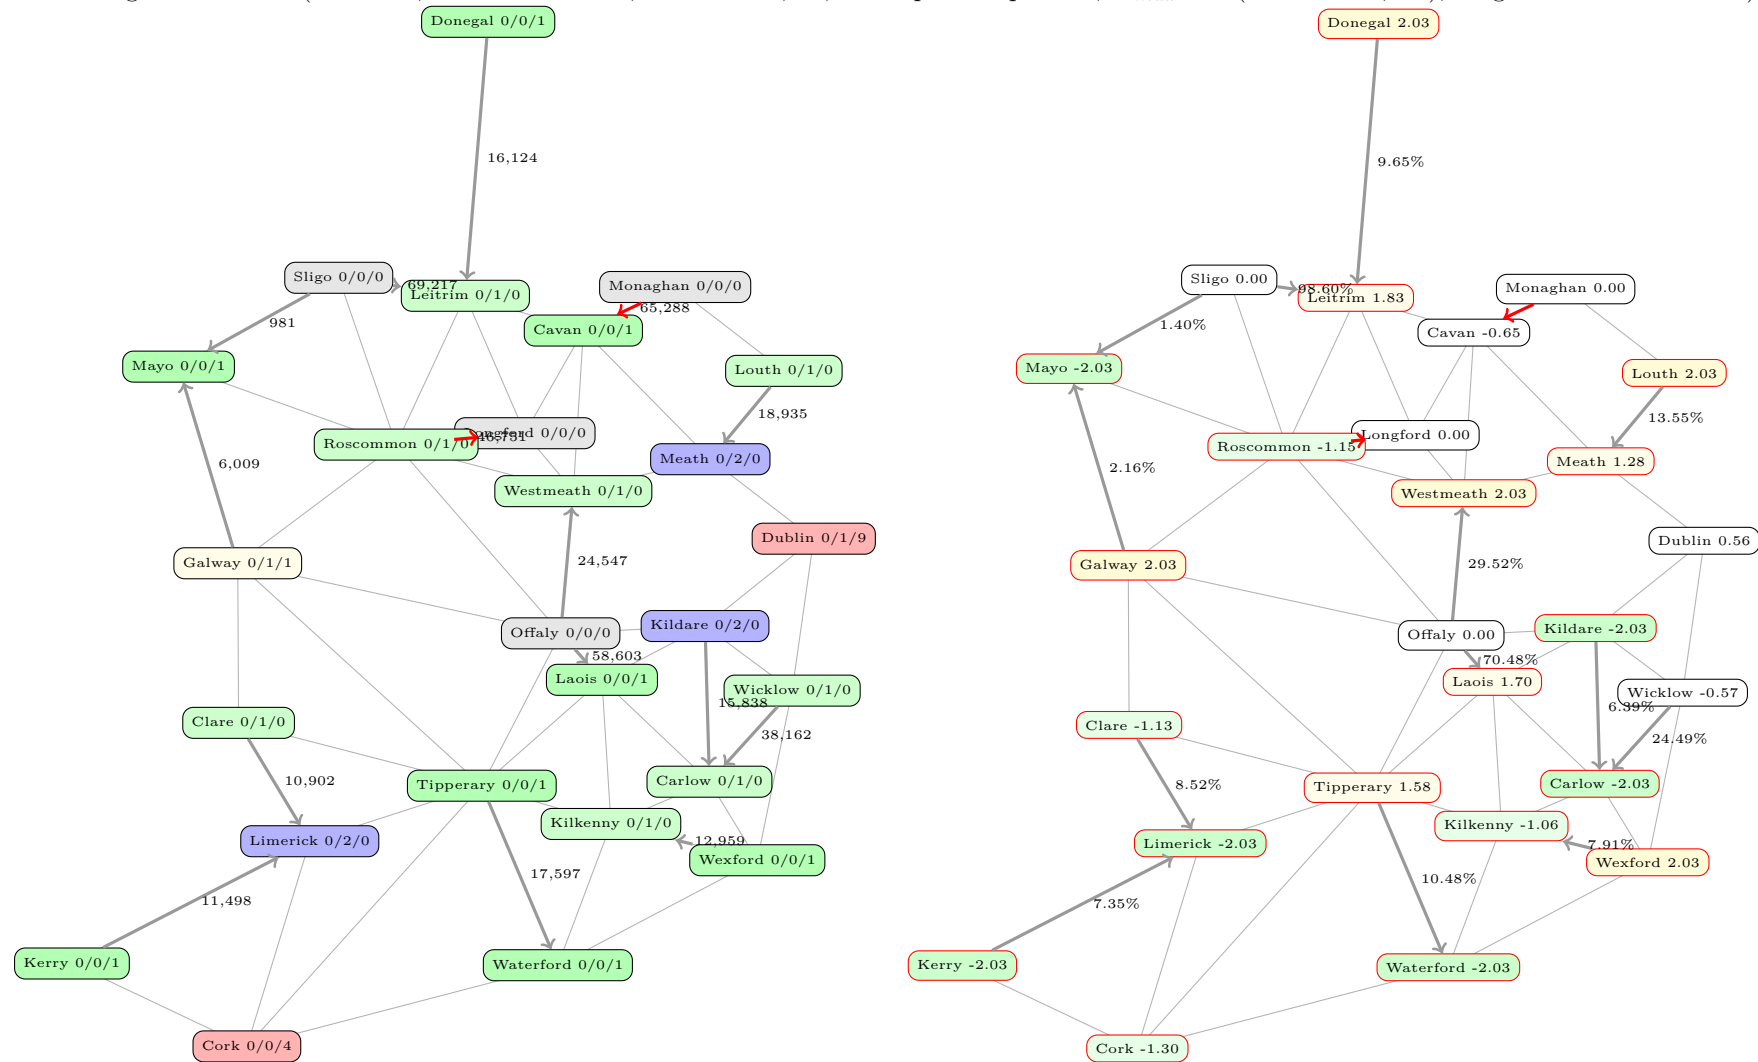 Donegal 0/0/1
16,124
Sligo 0/0/0
69,217
Leitrim 0/1/0
Monaghan 0/0/0
65,288
981
Cavan 0/0/1
Mayo 0/0/1
Louth 0/1/0
18,935
Roscommon 0/1/0
46,731
Longford 0/0/0
Meath 0/2/0
6,009
Westmeath 0/1/0
Dublin 0/1/9
Galway 0/1/1
24,547
Offaly 0/0/0
Kildare 0/2/0
58,603
Laois 0/0/1
Wicklow 0/1/0
15,838
Clare 0/1/0
38,162
10,902
Tipperary 0/0/1
Carlow 0/1/0
Kilkenny 0/1/0
Limerick 0/2/0
12,959
Wexford 0/0/1
17,597
11,498
Kerry 0/0/1
Waterford 0/0/1
Cork 0/0/4
Donegal 2.03
9.65%
Sligo 0.00
98.60%
Leitrim 1.83
Monaghan 0.00
1.40%
Cavan -0.65
Mayo -2.03
Louth 2.03
13.55%
Roscommon -1.15
Longford 0.00
Meath 1.28
2.16%
Westmeath 2.03
Dublin 0.56
Galway 2.03
29.52%
Offaly 0.00
Kildare -2.03
70.48%
Laois 1.70
Wicklow -0.57
6.39%
Clare -1.13
24.49%
8.52%
Tipperary 1.58
Carlow -2.03
Kilkenny -1.06
Limerick -2.03
7.91%
Wexford 2.03
10.48%
7.35%
Kerry -2.03
Waterford -2.03
Cork -1.30